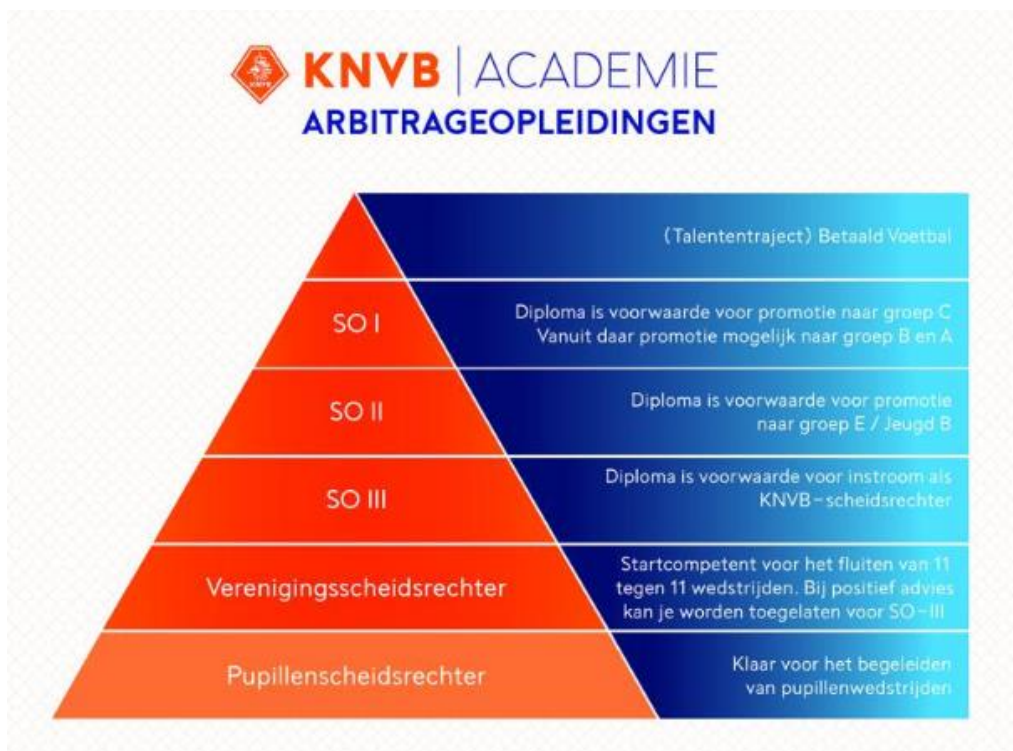 KNVB | ACADEMIE
ARBITRAGEOPLEIDINGEN
(Talententraject) Betaald Voetbal
SO I
Diploma is voorwaarde voor promotie naar groep C
Vanuit daar promotie mogelijk naar groep B en A
SO II
Diploma is voorwaarde voor promotie
naar groep E / Jeugd B
SO III
Diploma is voorwaarde voor instroom als
KNVB-scheidsrechter
Verenigingsscheidsrechter
Startcompetent voor het fluiten van 11
tegen 11 wedstrijden. Bij positief advies
kan je worden toegelaten voor SO-III
Pupillenscheidsrechter
Klaar voor het begeleiden
van pupillenwedstrijden